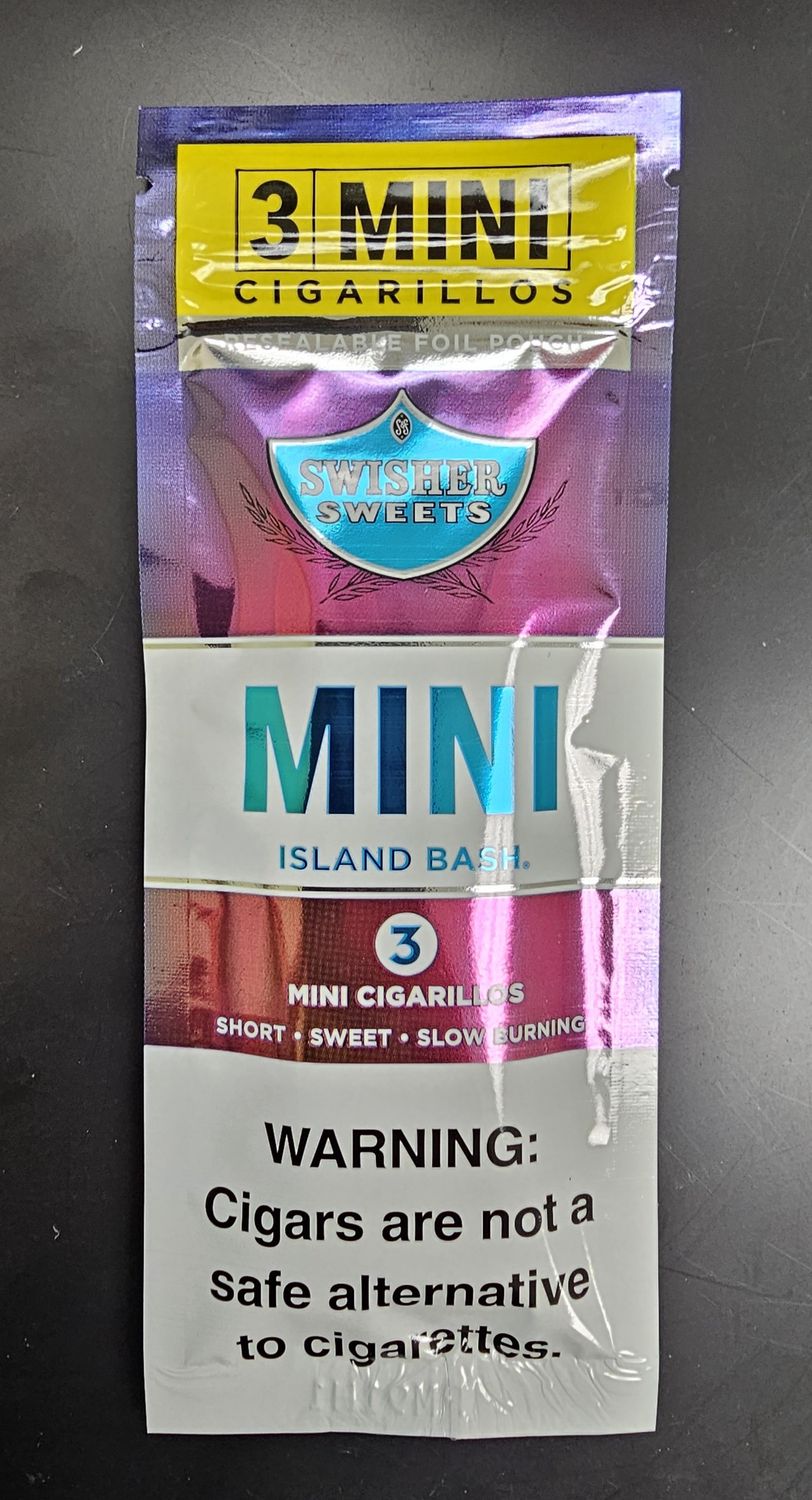 3 MINI
CIGARILLOS
RESEALABLE FOIL POUCH
S&S
SWISHER
SWEETS
MINI
ISLAND BASH®
3
MINI CIGARILLOS
SHORT • SWEET • SLOW BURNING
WARNING:
Cigars are not a
safe alternative
to cigarettes.